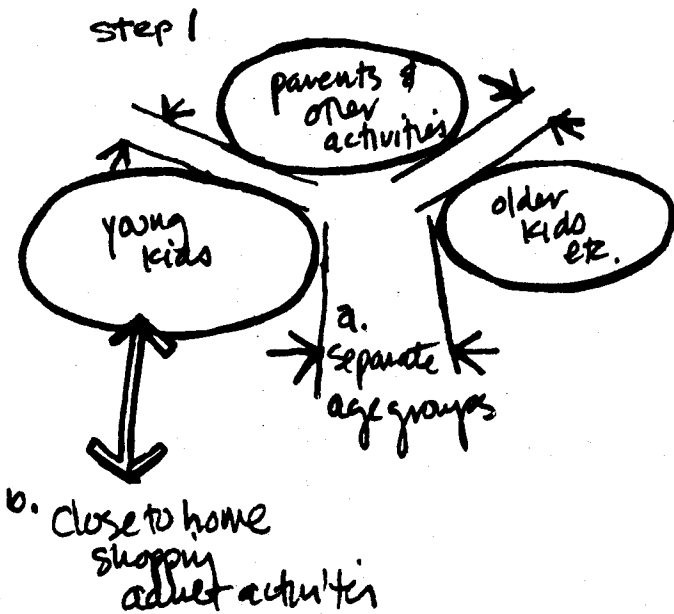 step 1
parents &
other
activities
young
kids
older
kids
etc.
a.
separate
age groups
b. close to home
shopping
adult activities